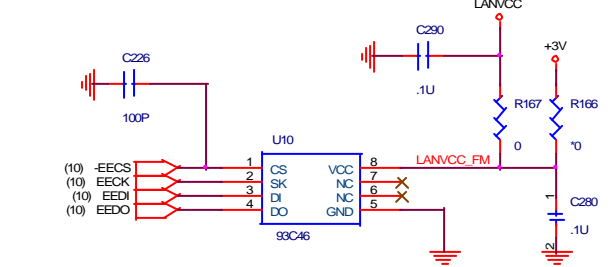 LANVCC
C290
+3V
C226
.1U
R167
R166
100P
0
*0
U10
LANVCC_FM
(10) -EECS 1 CS VCC 8
(10) EECK 2 SK NC 7
(10) EEDI 3 DI NC 6
(10) EEDO 4 DO GND 5
93C46
1
C280
.1U
2